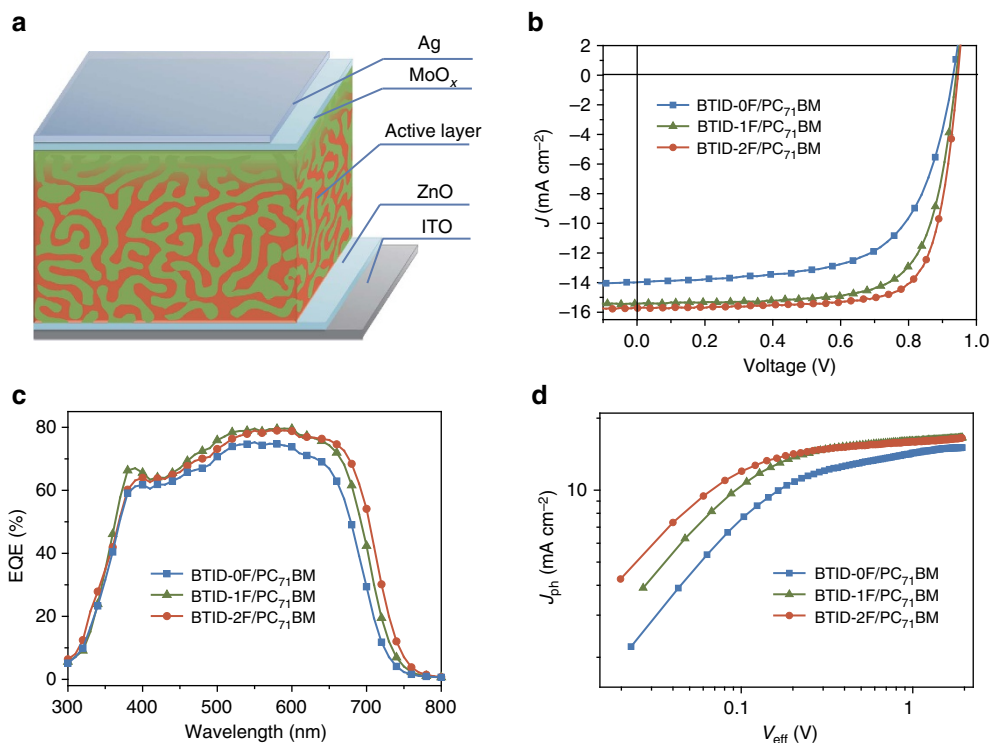 a
Ag
MoOₓ
Active layer
ZnO
ITO
b
2
0
−2
−4
−6
−8
−10
−12
−14
−16
J (mA cm⁻²)
BTID-0F/PC₇₁BM
BTID-1F/PC₇₁BM
BTID-2F/PC₇₁BM
0.0 0.2 0.4 0.6 0.8 1.0
Voltage (V)
c
80
60
40
20
0
EQE (%)
BTID-0F/PC₇₁BM
BTID-1F/PC₇₁BM
BTID-2F/PC₇₁BM
300 400 500 600 700 800
Wavelength (nm)
d
10
Jₚₕ (mA cm⁻²)
BTID-0F/PC₇₁BM
BTID-1F/PC₇₁BM
BTID-2F/PC₇₁BM
0.1 1
V_eff (V)